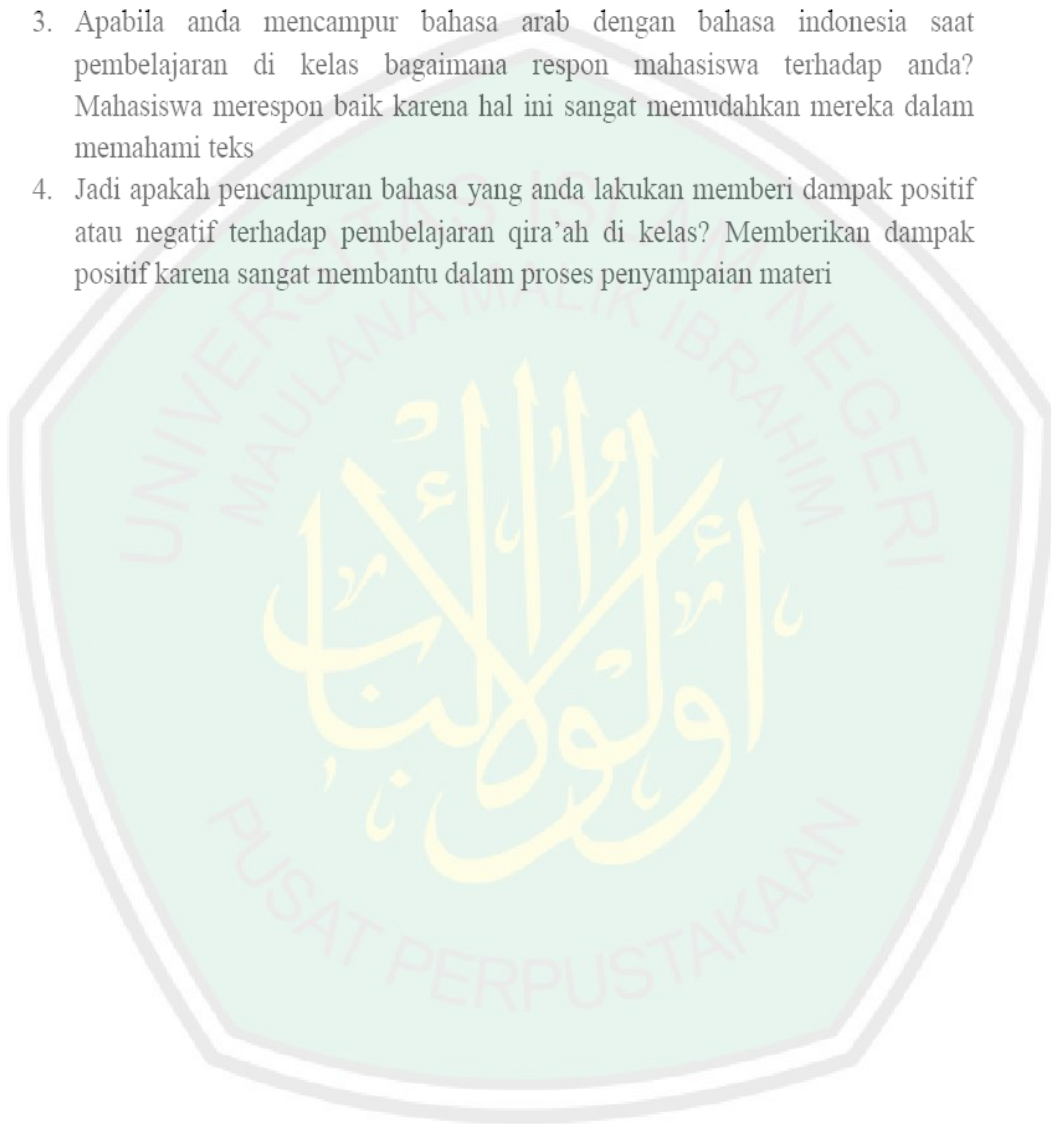 3. Apabila anda mencampur bahasa arab dengan bahasa indonesia saat
pembelajaran di kelas bagaimana respon mahasiswa terhadap anda?
Mahasiswa merespon baik karena hal ini sangat memudahkan mereka dalam
memahami teks
4. Jadi apakah pencampuran bahasa yang anda lakukan memberi dampak positif
atau negatif terhadap pembelajaran qira'ah di kelas? Memberikan dampak
positif karena sangat membantu dalam proses penyampaian materi
UNIVERSITAS ISLAM NEGERI
MAULANA MALIK IBRAHIM
أولوا الألباب
PUSAT PERPUSTAKAAN